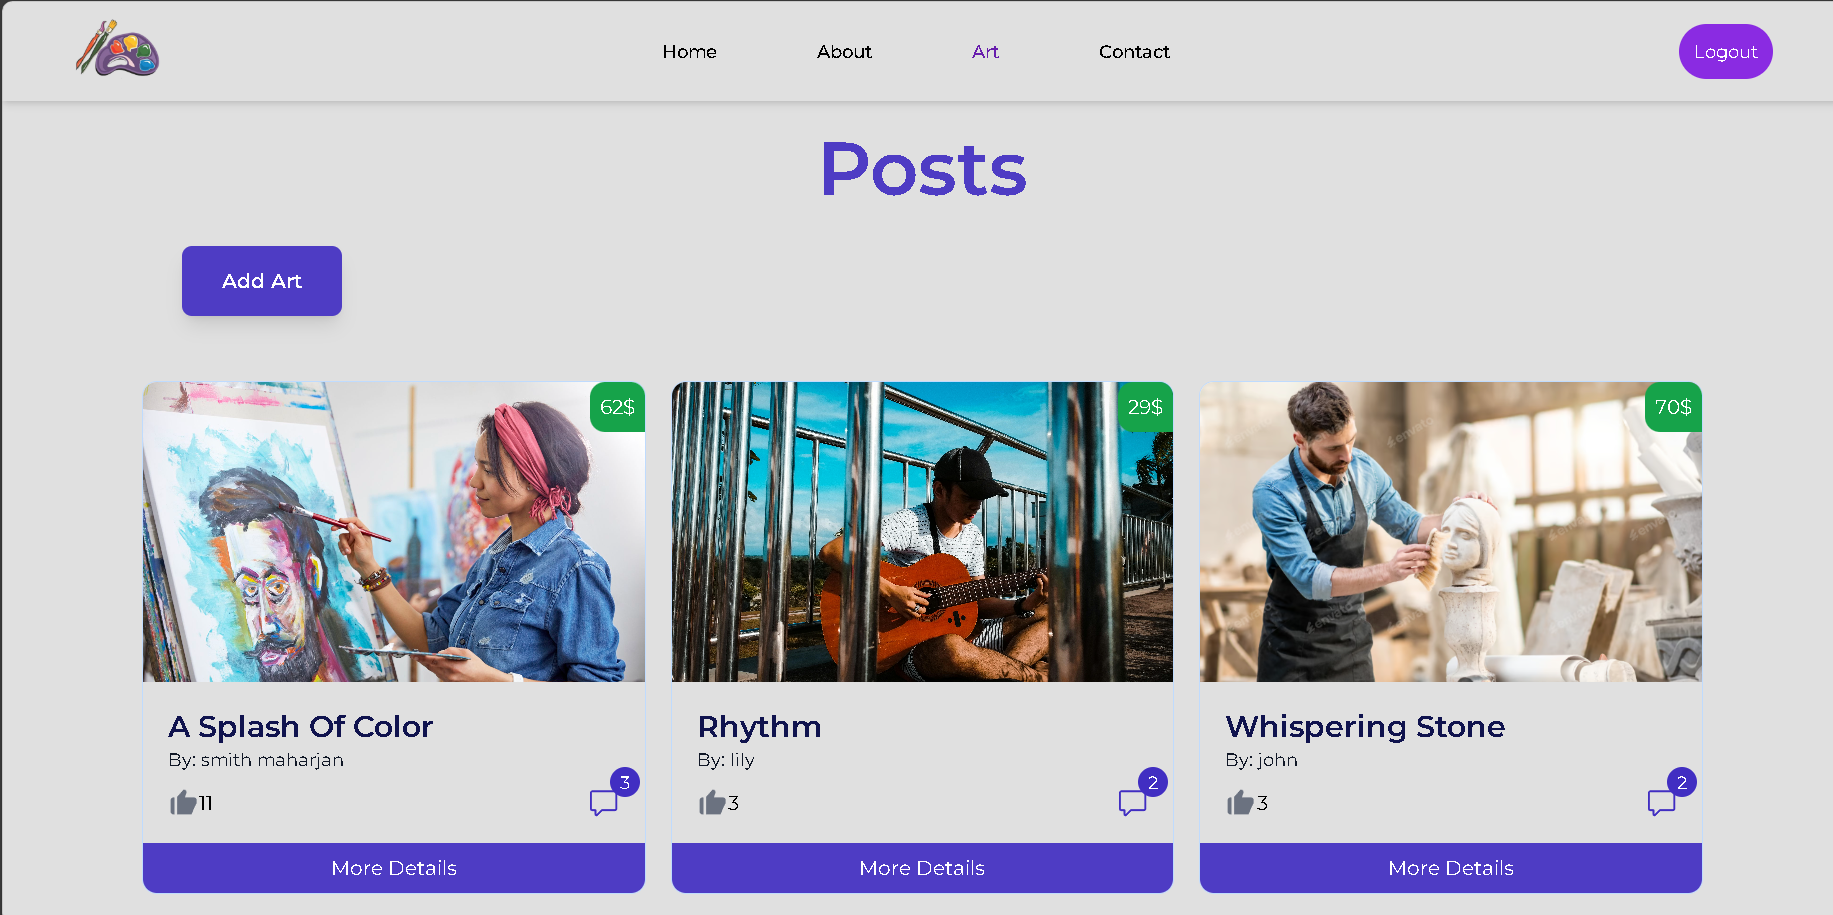 Home
About
Art
Contact
Logout
Posts
Add Art
62$
29$
70$
A Splash Of Color
By: smith maharjan
11
3
Rhythm
By: lily
3
2
Whispering Stone
By: john
3
2
More Details
More Details
More Details